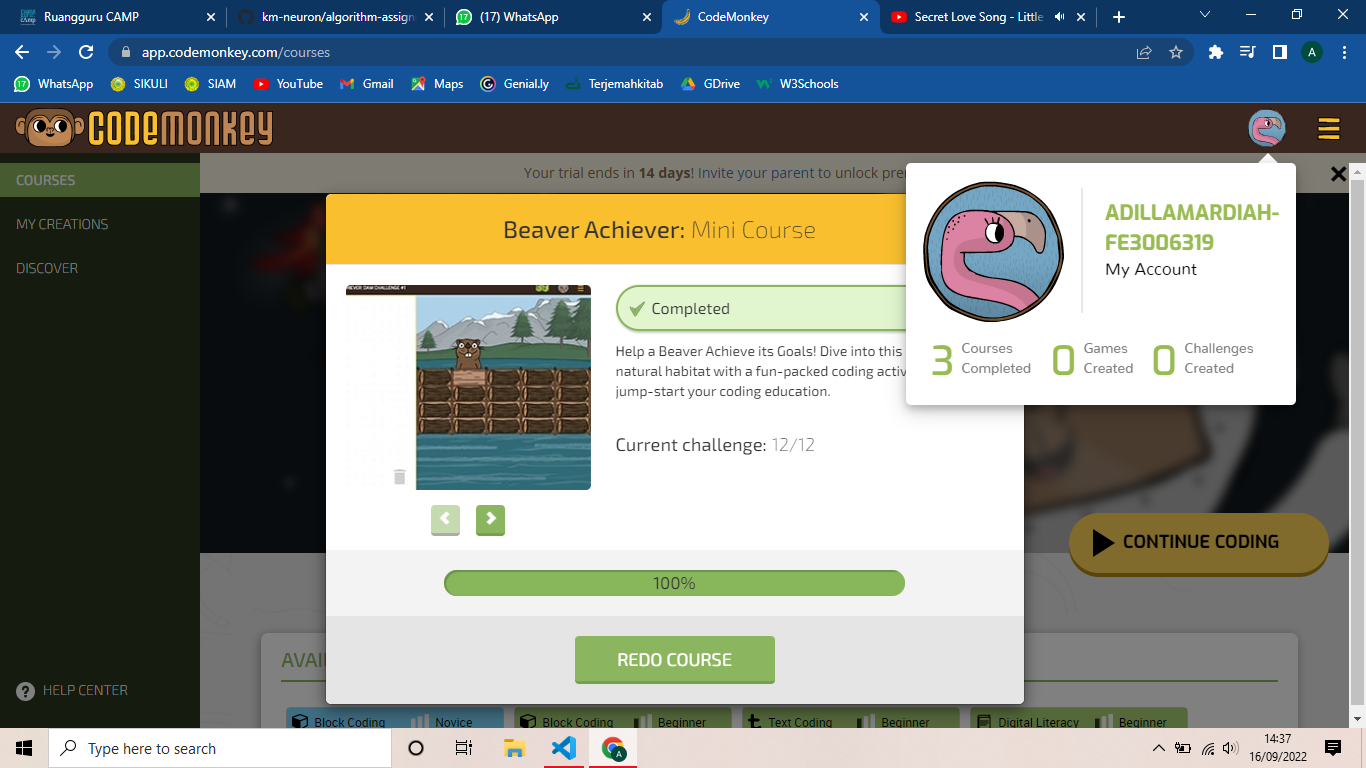 Ruangguru CAMP
km-neuron/algorithm-assign
(17) WhatsApp
CodeMonkey
Secret Love Song - Little
app.codemonkey.com/courses
A
17
WhatsApp
SIKULI
SIAM
YouTube
Gmail
Maps
Genial.ly
Terjemahkitab
GDrive
W3Schools
CODEMONKEY
COURSES
MY CREATIONS
DISCOVER
HELP CENTER
Your trial ends in 14 days! Invite your parent to unlock pre
Beaver Achiever: Mini Course
Completed
Help a Beaver Achieve its Goals! Dive into this
natural habitat with a fun-packed coding activ
jump-start your coding education.
Current challenge: 12/12
100%
REDO COURSE
ADILLAMARDIAH-
FE3006319
My Account
3 Courses Completed
0 Games Created
0 Challenges Created
CONTINUE CODING
AVAI
Block Coding Novice
Block Coding Beginner
Text Coding Beginner
Digital Literacy Beginner
Type here to search
A
14:37
16/09/2022